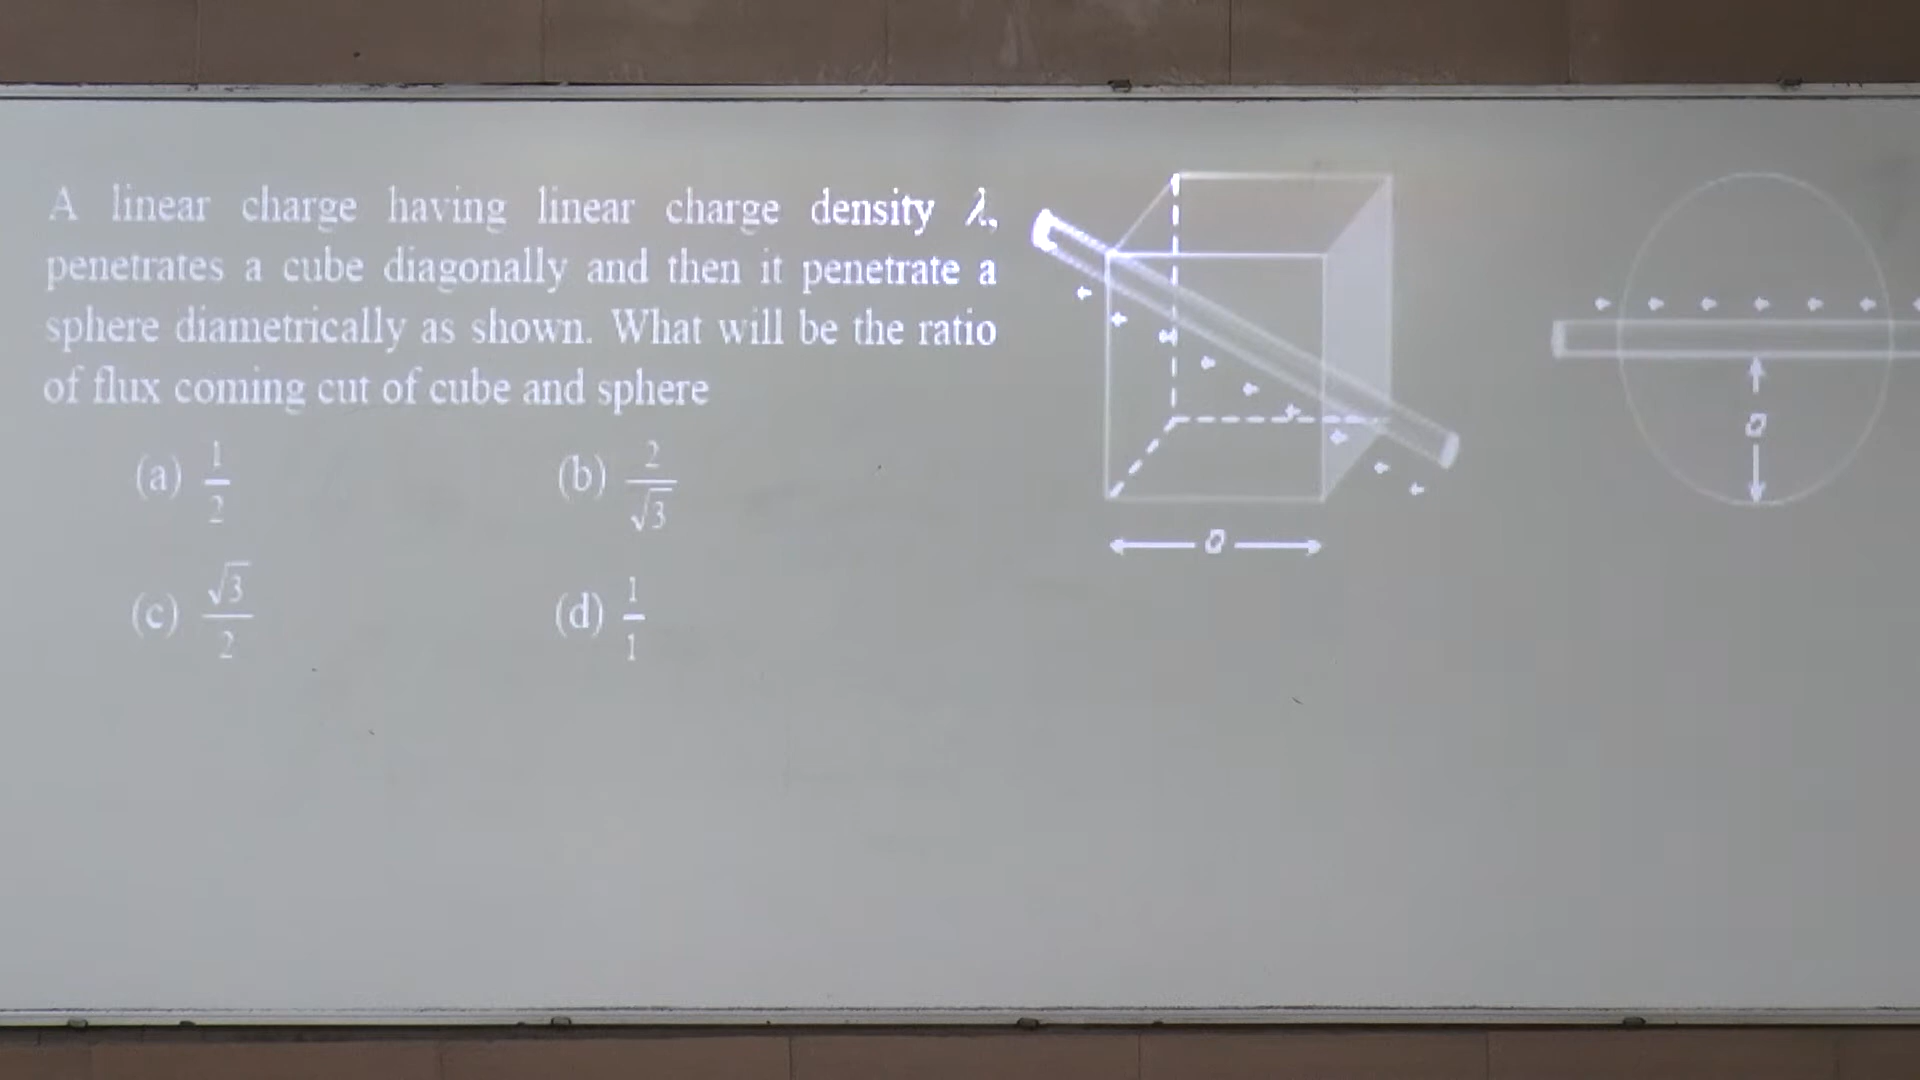 A linear charge having linear charge density λ,
penetrates a cube diagonally and then it penetrate a
sphere diametrically as shown. What will be the ratio
of flux coming cut of cube and sphere
(a) 1/2 (b) 2/√3
(c) √3/2 (d) 1/1
a
a